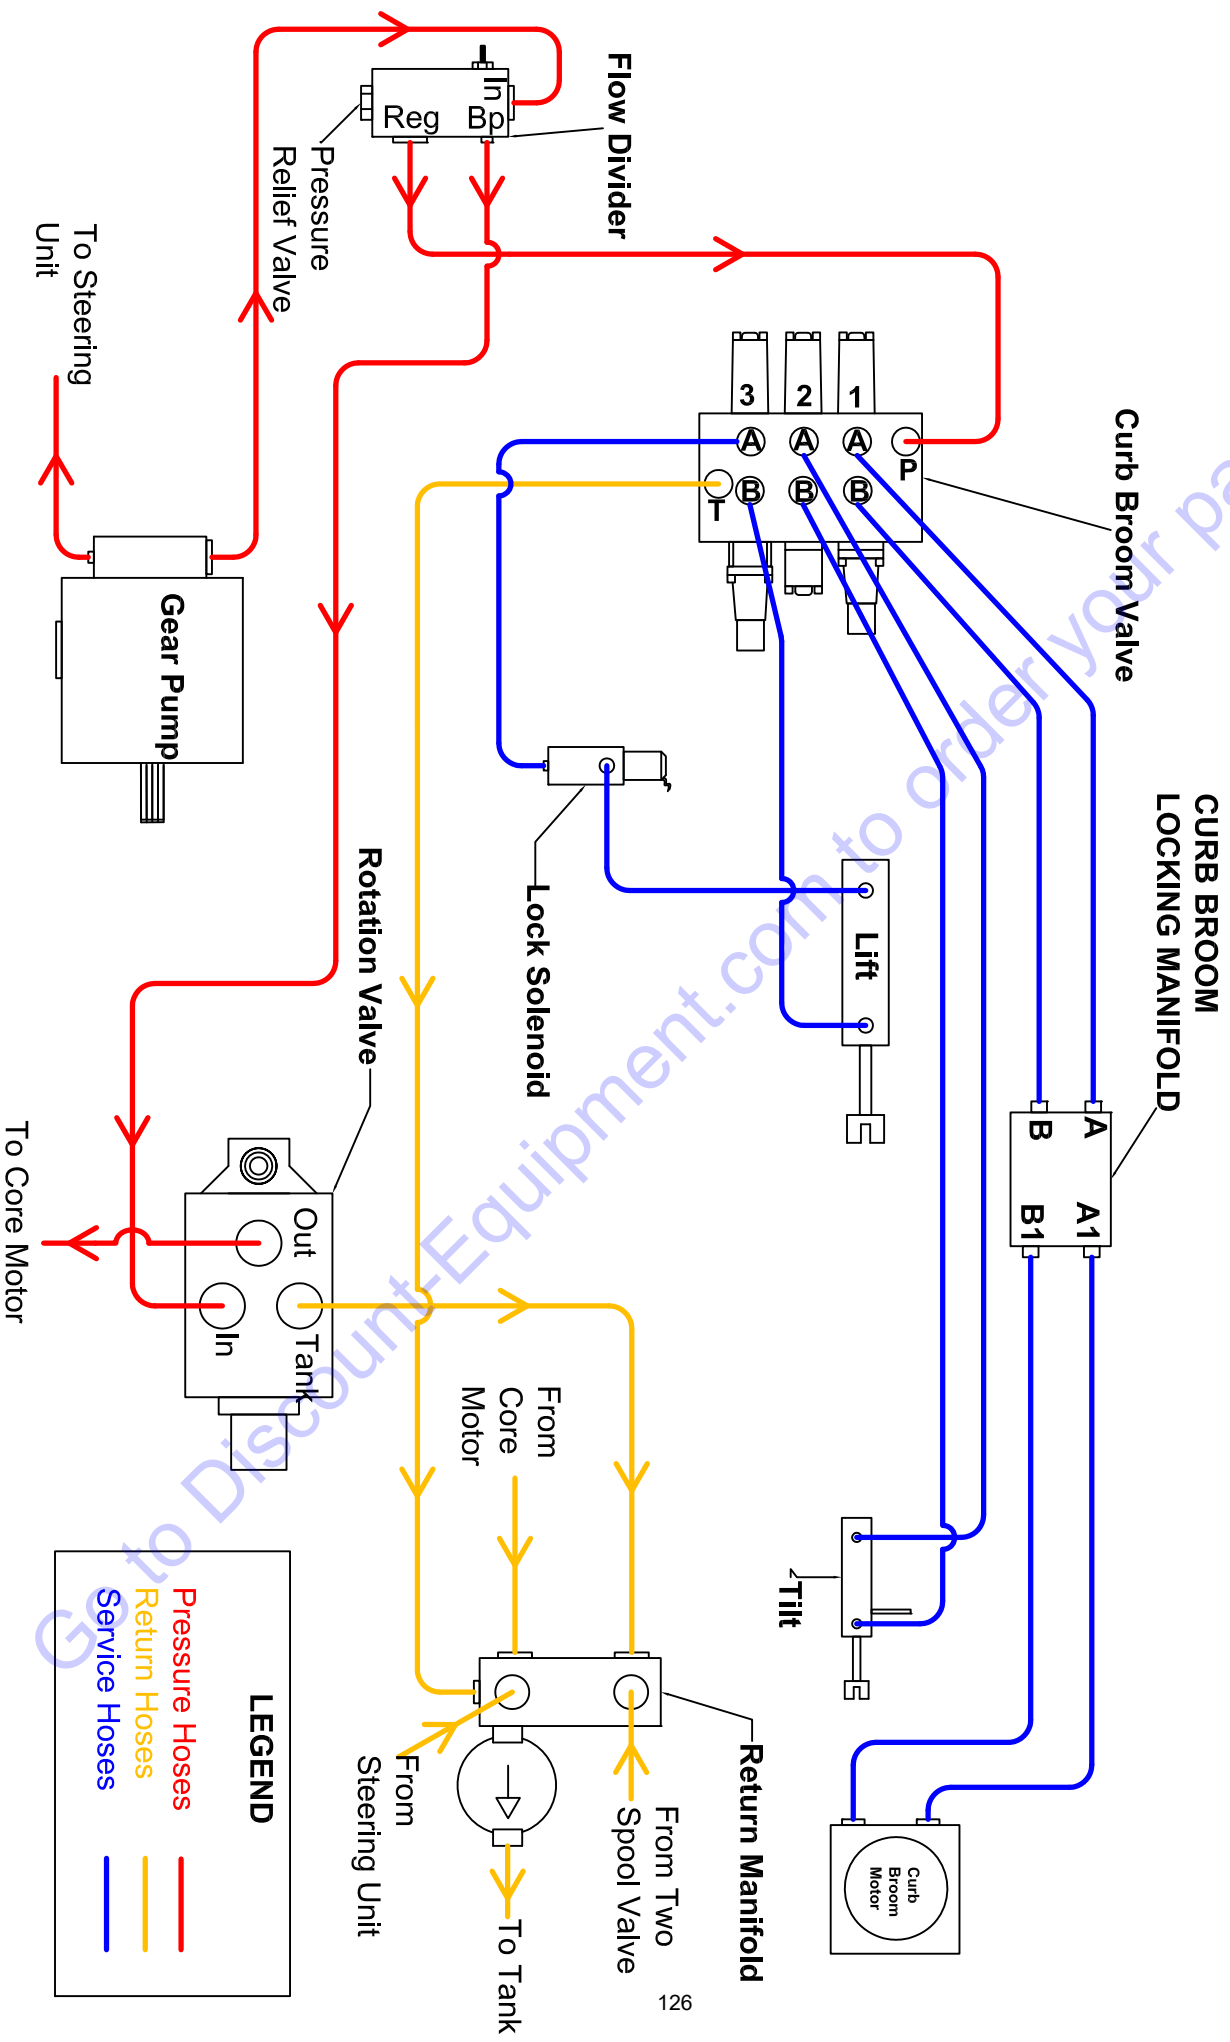 CURB BROOM
LOCKING MANIFOLD
Curb Broom Valve
Flow Divider
In
Bp
Reg
Pressure
Relief Valve
To Steering
Unit
Gear Pump
1
2
3
A
A
A
P
B
B
B
T
Lock Solenoid
Lift
A
B
A1
B1
Rotation Valve
Out
In
Tank
To Core Motor
From
Core
Motor
Tilt
Curb
Broom
Motor
Return Manifold
From Two
Spool Valve
From
Steering Unit
To Tank
LEGEND
Pressure Hoses
Return Hoses
Service Hoses
126
Go to Discount-Equipment.com to order your pa